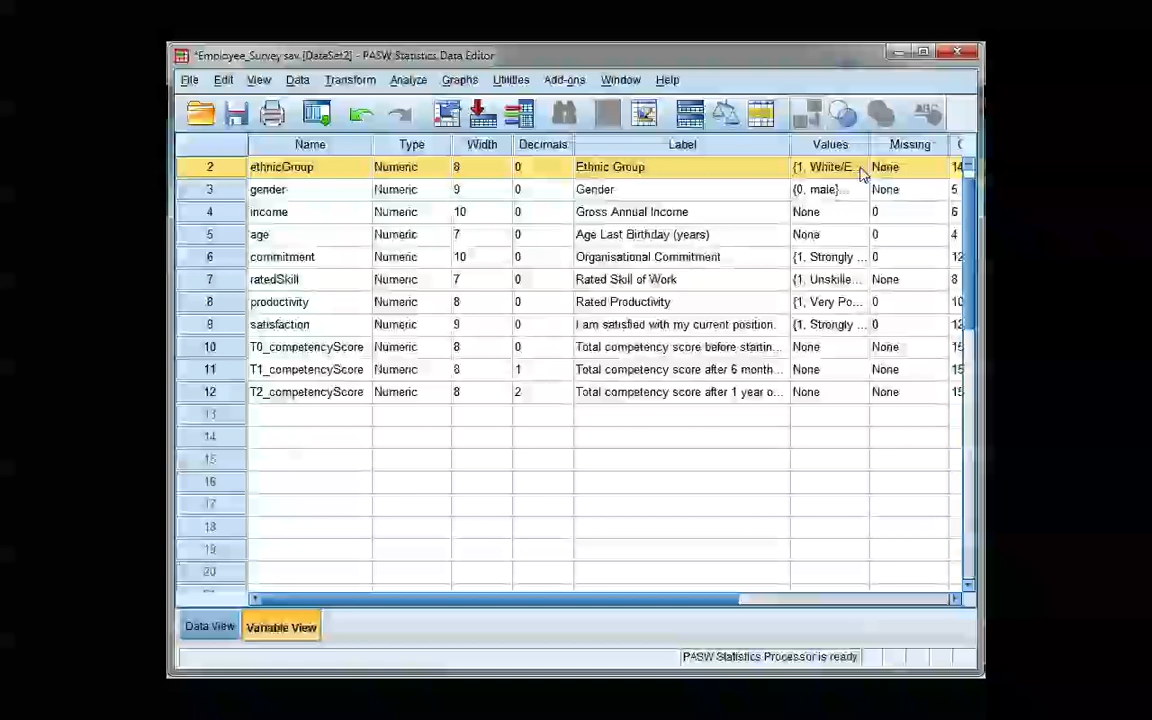 *Employee_Survey.sav [DataSet2] - PASW Statistics Data Editor
File Edit View Data Transform Analyze Graphs Utilities Add-ons Window Help
Name Type Width Decimals Label Values Missing
2 ethnicGroup Numeric 8 0 Ethnic Group {1, White/E... None 14
3 gender Numeric 9 0 Gender {0, male}... None 5
4 income Numeric 10 0 Gross Annual Income None 0 6
5 age Numeric 7 0 Age Last Birthday (years) None 0 4
6 commitment Numeric 10 0 Organisational Commitment {1, Strongly ... 0 12
7 ratedSkill Numeric 7 0 Rated Skill of Work {1, Unskille... None 8
8 productivity Numeric 8 0 Rated Productivity {1, Very Po... 0 10
9 satisfaction Numeric 9 0 I am satisfied with my current position. {1, Strongly ... 0 12
10 T0_competencyScore Numeric 8 0 Total competency score before startin... None None 15
11 T1_competencyScore Numeric 8 1 Total competency score after 6 month... None None 15
12 T2_competencyScore Numeric 8 2 Total competency score after 1 year o... None None 15
13
14
15
16
17
18
19
20
Data View Variable View
PASW Statistics Processor is ready